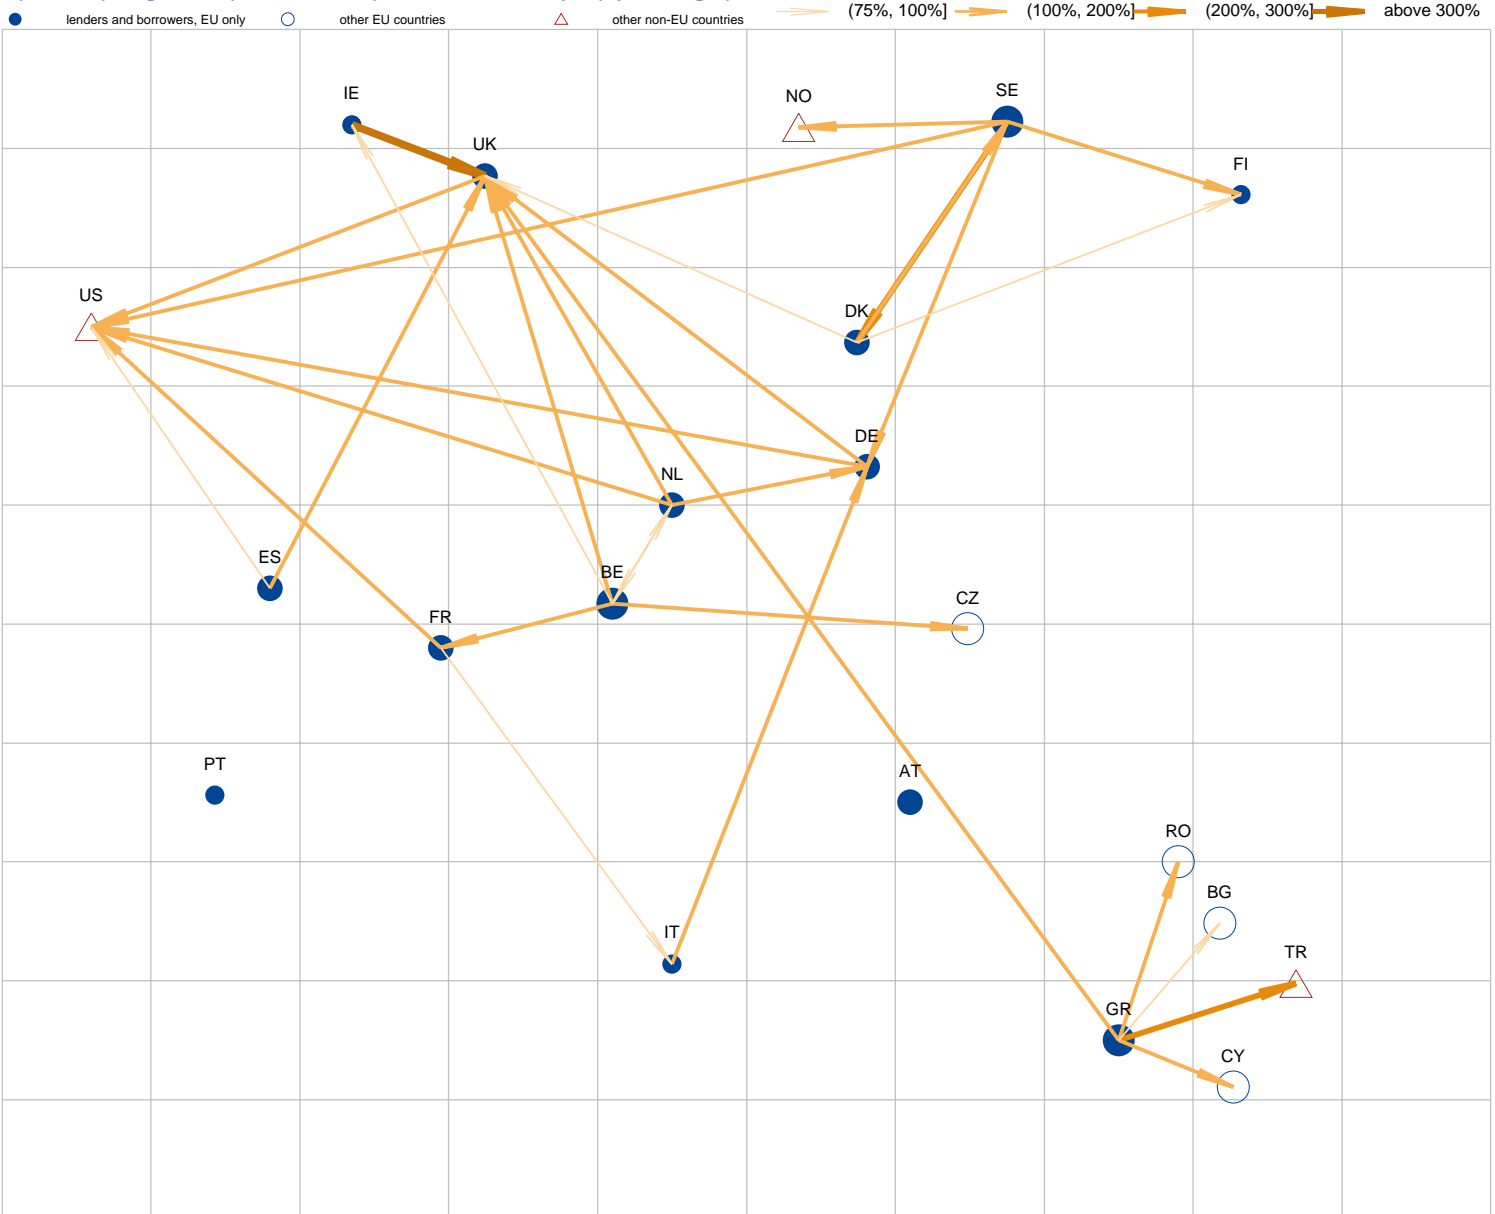 lenders and borrowers, EU only other EU countries other non-EU countries (75%, 100%] (100%, 200%] (200%, 300%] above 300%
IE
NO
SE
UK
FI
US
DK
DE
NL
ES
BE
CZ
FR
PT
AT
RO
BG
IT
TR
GR
CY